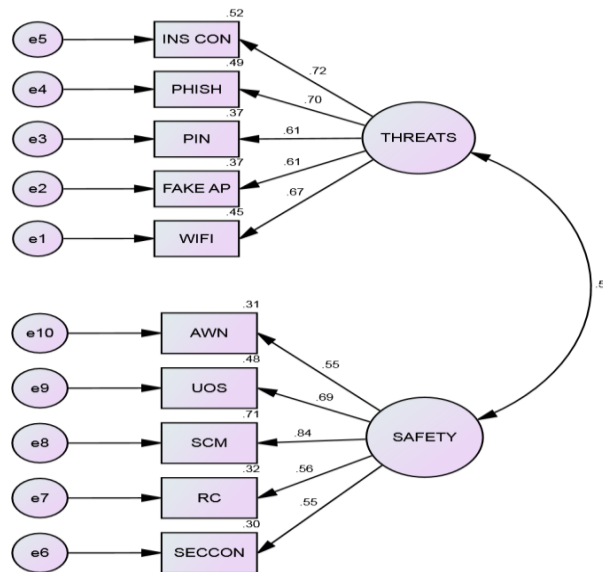 .52
e5 INS CON
.49 .72
e4 PHISH
.37 .70
e3 PIN .61 THREATS
.37 .61
e2 FAKE AP
.45 .67
e1 WIFI
.5
.31
e10 AWN
.48 .55
e9 UOS
.71 .69
e8 SCM .84 SAFETY
.32 .56
e7 RC
.30 .55
e6 SECCON